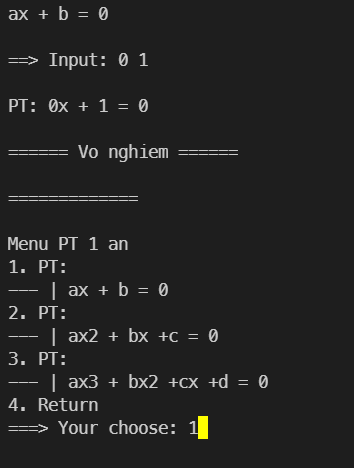 ax + b = 0
==> Input: 0 1
PT: 0x + 1 = 0
====== Vo nghiem ======
=============
Menu PT 1 an
1. PT:
--- | ax + b = 0
2. PT:
--- | ax2 + bx +c = 0
3. PT:
--- | ax3 + bx2 +cx +d = 0
4. Return
===> Your choose: 1